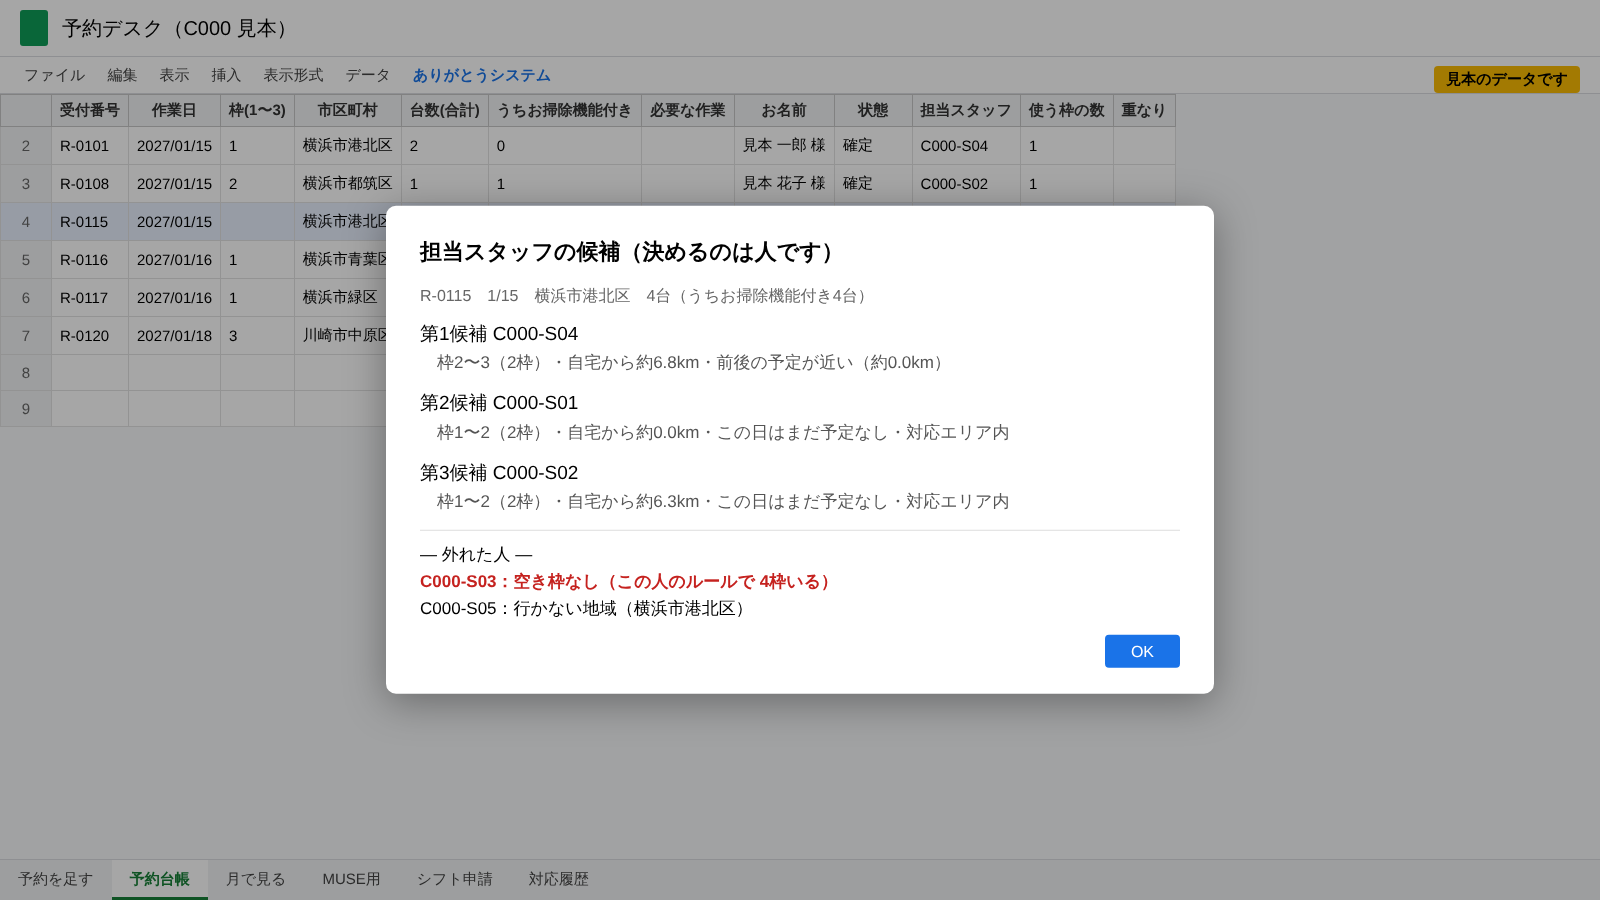 予約デスク（C000 見本）
ファイル 編集 表示 挿入 表示形式 データ ありがとうシステム
見本のデータです
受付番号 作業日 枠(1〜3) 市区町村 台数(合計) うちお掃除機能付き 必要な作業 お名前 状態 担当スタッフ 使う枠の数 重なり
2 R-0101 2027/01/15 1 横浜市港北区 2 0 見本 一郎 様 確定 C000-S04 1
3 R-0108 2027/01/15 2 横浜市都筑区 1 1 見本 花子 様 確定 C000-S02 1
4 R-0115 2027/01/15 横浜市港北区
5 R-0116 2027/01/16 1 横浜市青葉区
6 R-0117 2027/01/16 1 横浜市緑区
7 R-0120 2027/01/18 3 川崎市中原区
8
9
担当スタッフの候補（決めるのは人です）
R-0115 1/15 横浜市港北区 4台（うちお掃除機能付き4台）
第1候補 C000-S04
枠2〜3（2枠）・自宅から約6.8km・前後の予定が近い（約0.0km）
第2候補 C000-S01
枠1〜2（2枠）・自宅から約0.0km・この日はまだ予定なし・対応エリア内
第3候補 C000-S02
枠1〜2（2枠）・自宅から約6.3km・この日はまだ予定なし・対応エリア内
― 外れた人 ―
C000-S03：空き枠なし（この人のルールで 4枠いる）
C000-S05：行かない地域（横浜市港北区）
OK
予約を足す 予約台帳 月で見る MUSE用 シフト申請 対応履歴